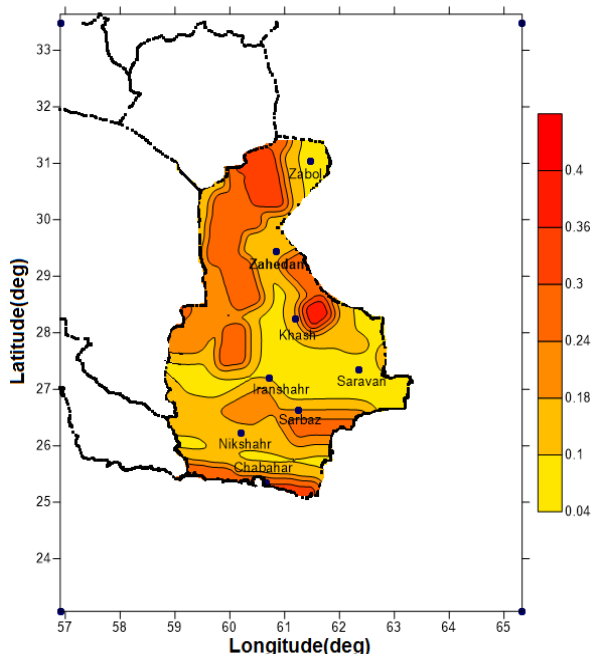 33
32
31
30
29
28
27
26
25
24
Latitude(deg)
Zabol
Zahedan
Khash
Saravan
Iranshahr
Sarbaz
Nikshahr
Chabahar
57 58 59 60 61 62 63 64 65
Longitude(deg)
0.4
0.36
0.3
0.24
0.18
0.1
0.04